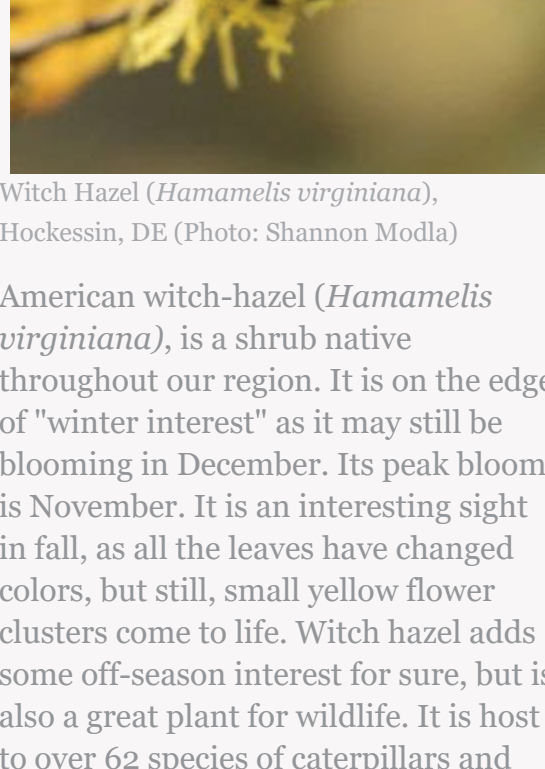 Witch Hazel (Hamamelis virginiana),
Hockessin, DE (Photo: Shannon Modla)
American witch-hazel (Hamamelis
virginiana), is a shrub native
throughout our region. It is on the edge
of "winter interest" as it may still be
blooming in December. Its peak bloom
is November. It is an interesting sight
in fall, as all the leaves have changed
colors, but still, small yellow flower
clusters come to life. Witch hazel adds
some off-season interest for sure, but is
also a great plant for wildlife. It is host
to over 62 species of caterpillars and